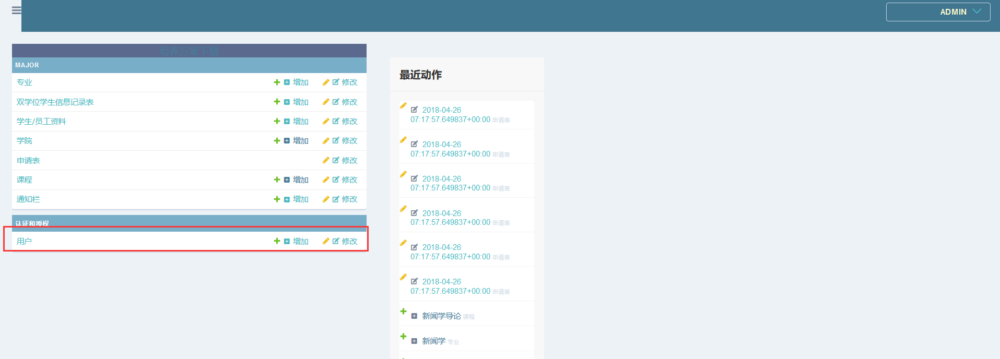 ADMIN
培养方案下载
MAJOR
专业 增加 修改
双学位学生信息记录表 增加 修改
学生/员工资料 增加 修改
学院 增加 修改
申请表 修改
课程 增加 修改
通知栏 增加 修改
认证和授权
用户 增加 修改
最近动作
2018-04-26
07:17:57.649837+00:00 申请表
2018-04-26
07:17:57.649837+00:00 申请表
2018-04-26
07:17:57.649837+00:00 申请表
2018-04-26
07:17:57.649837+00:00 申请表
2018-04-26
07:17:57.649837+00:00 申请表
2018-04-26
07:17:57.649837+00:00 申请表
新闻学导论 课程
新闻学 专业